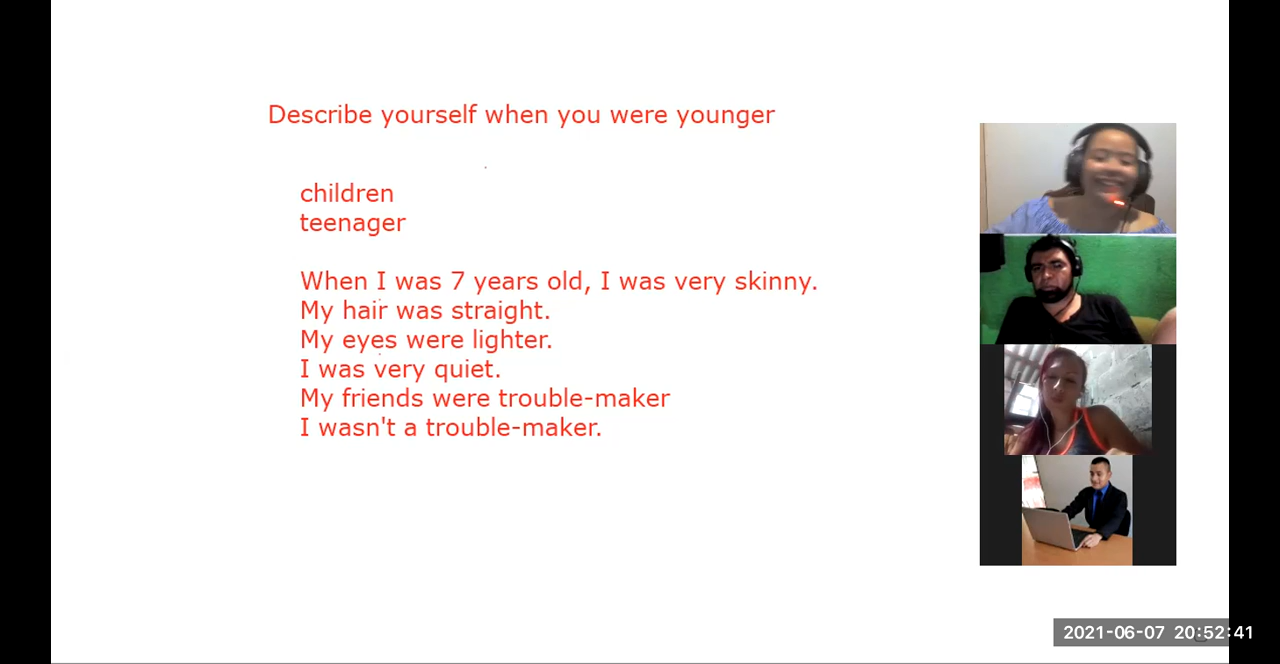 Describe yourself when you were younger
children
teenager
When I was 7 years old, I was very skinny.
My hair was straight.
My eyes were lighter.
I was very quiet.
My friends were trouble-maker
I wasn't a trouble-maker.
2021-06-07 20:52:41